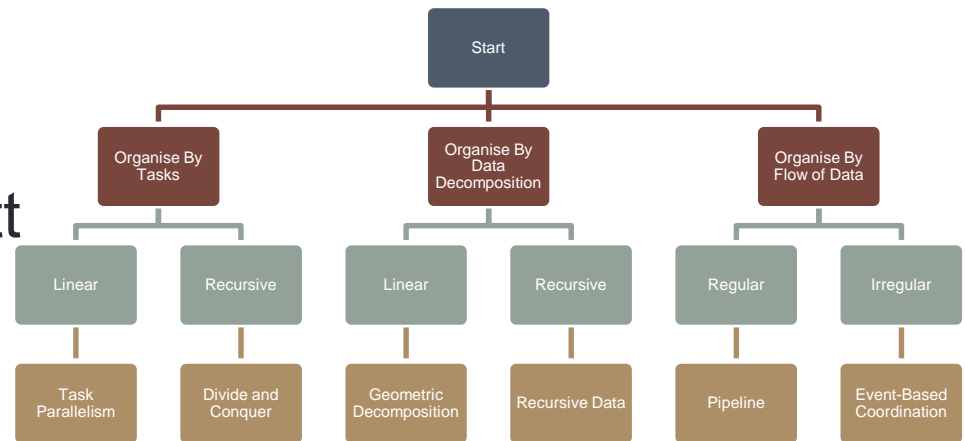 Start
Organise By
Tasks
Organise By
Data
Decomposition
Organise By
Flow of Data
Linear
Recursive
Linear
Recursive
Regular
Irregular
Task
Parallelism
Divide and
Conquer
Geometric
Decomposition
Recursive Data
Pipeline
Event-Based
Coordination